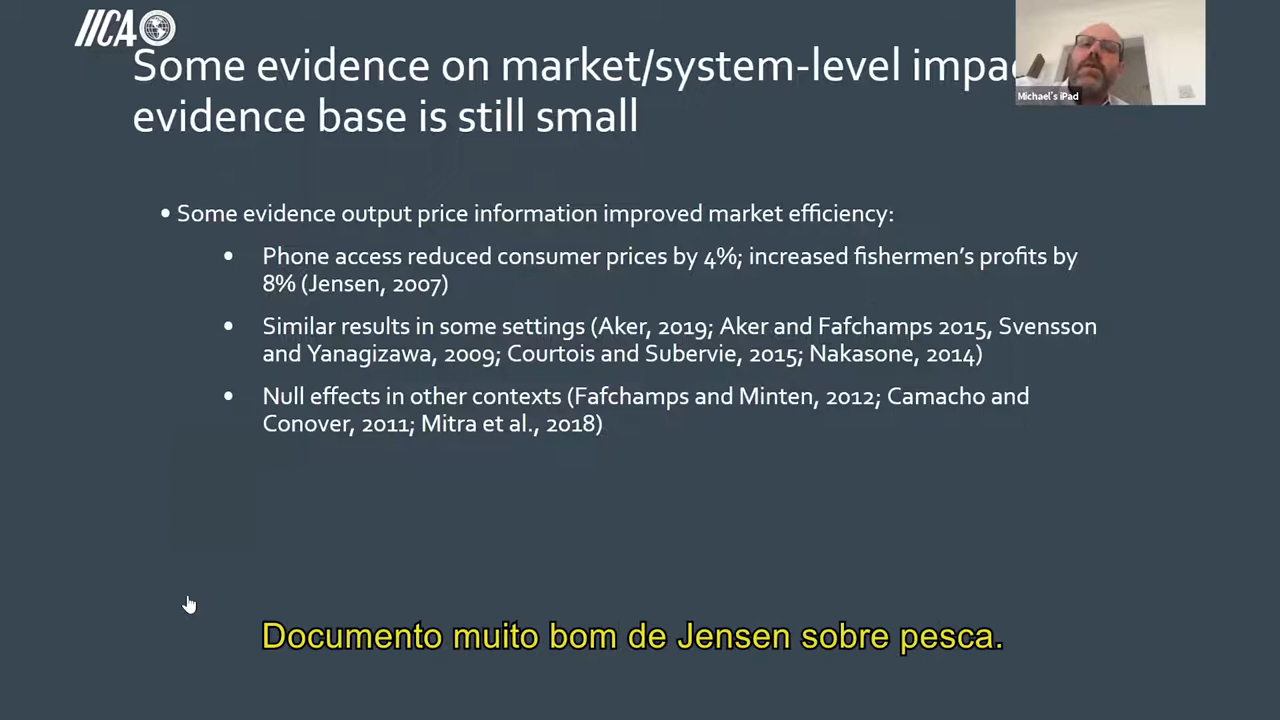 IICA
Some evidence on market/system-level impac
evidence base is still small
Michael's iPad
• Some evidence output price information improved market efficiency:
• Phone access reduced consumer prices by 4%; increased fishermen's profits by
8% (Jensen, 2007)
• Similar results in some settings (Aker, 2019; Aker and Fafchamps 2015, Svensson
and Yanagizawa, 2009; Courtois and Subervie, 2015; Nakasone, 2014)
• Null effects in other contexts (Fafchamps and Minten, 2012; Camacho and
Conover, 2011; Mitra et al., 2018)
Documento muito bom de Jensen sobre pesca.